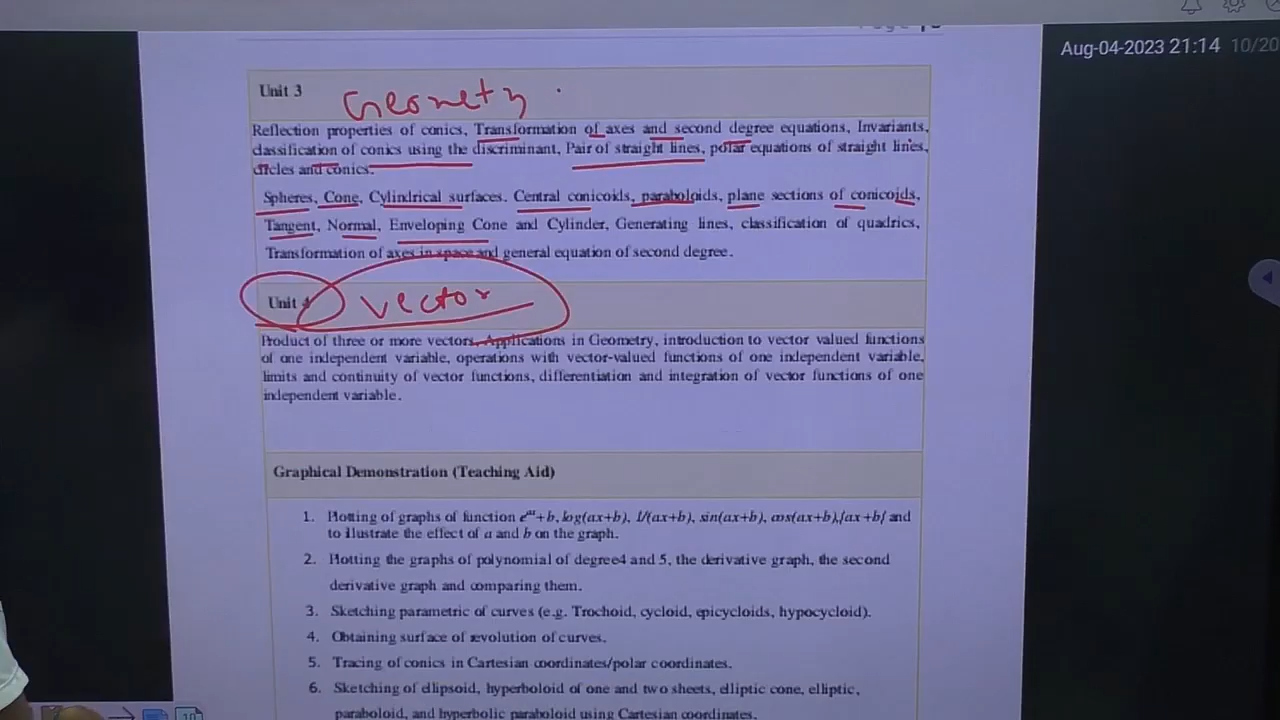 Aug-04-2023 21:14 10/20
Unit 3 Geometry
Reflection properties of conics, Transformation of axes and second degree equations, Invariants,
classification of conics using the discriminant, Pair of straight lines, polar equations of straight lines,
circles and conics.
Spheres, Cone, Cylindrical surfaces. Central conicoids, paraboloids, plane sections of conicoids,
Tangent, Normal, Enveloping Cone and Cylinder, Generating lines, classification of quadrics,
Transformation of axes in space and general equation of second degree.
Unit 4 Vector
Product of three or more vectors, Applications in Geometry, introduction to vector valued functions
of one independent variable, operations with vector-valued functions of one independent variable,
limits and continuity of vector functions, differentiation and integration of vector functions of one
independent variable.
Graphical Demonstration (Teaching Aid)
1. Plotting of graphs of function e^ax+b, log(ax+b), 1/(ax+b), sin(ax+b), cos(ax+b),|ax+b| and
to illustrate the effect of a and b on the graph.
2. Plotting the graphs of polynomial of degree4 and 5, the derivative graph, the second
derivative graph and comparing them.
3. Sketching parametric of curves (e.g. Trochoid, cycloid, epicycloids, hypocycloid).
4. Obtaining surface of revolution of curves.
5. Tracing of conics in Cartesian coordinates/polar coordinates.
6. Sketching of ellipsoid, hyperboloid of one and two sheets, elliptic cone, elliptic,
paraboloid, and hyperbolic paraboloid using Cartesian coordinates.